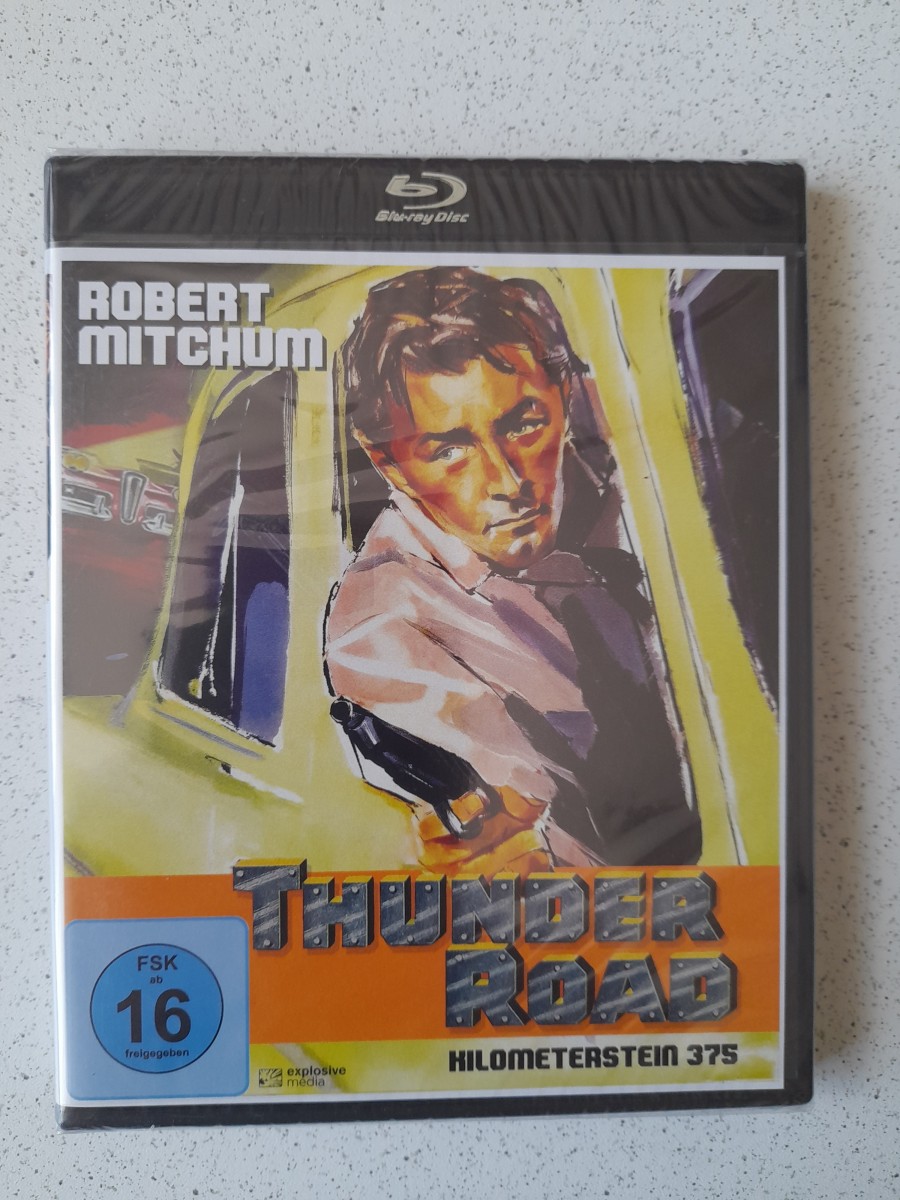 Blu-ray Disc
ROBERT
MITCHUM
THUNDER
ROAD
KILOMETERSTEIN 375
FSK
ab
16
freigegeben
explosive
media